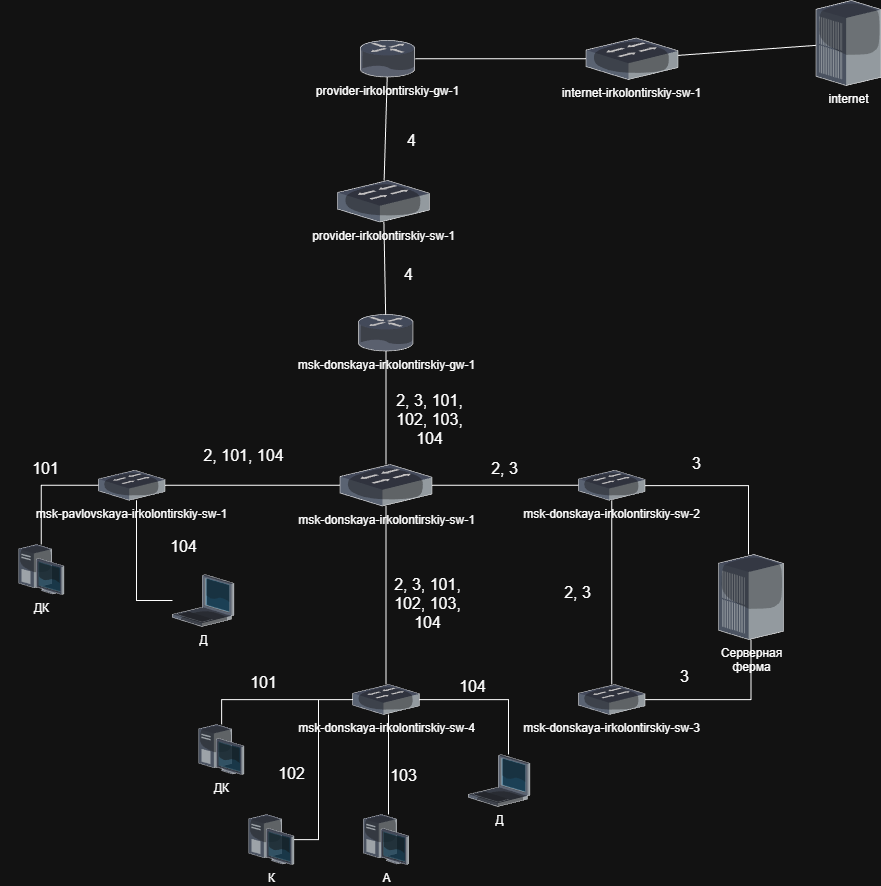 provider-irkolontirskiy-gw-1
internet-irkolontirskiy-sw-1
internet
4
provider-irkolontirskiy-sw-1
4
msk-donskaya-irkolontirskiy-gw-1
2, 3, 101,
102, 103,
104
101
2, 101, 104
2, 3
3
msk-pavlovskaya-irkolontirskiy-sw-1
msk-donskaya-irkolontirskiy-sw-1
msk-donskaya-irkolontirskiy-sw-2
104
ДК
Д
2, 3, 101,
102, 103,
104
2, 3
Серверная
ферма
101
104
3
msk-donskaya-irkolontirskiy-sw-4
msk-donskaya-irkolontirskiy-sw-3
ДК
102
103
Д
К
А